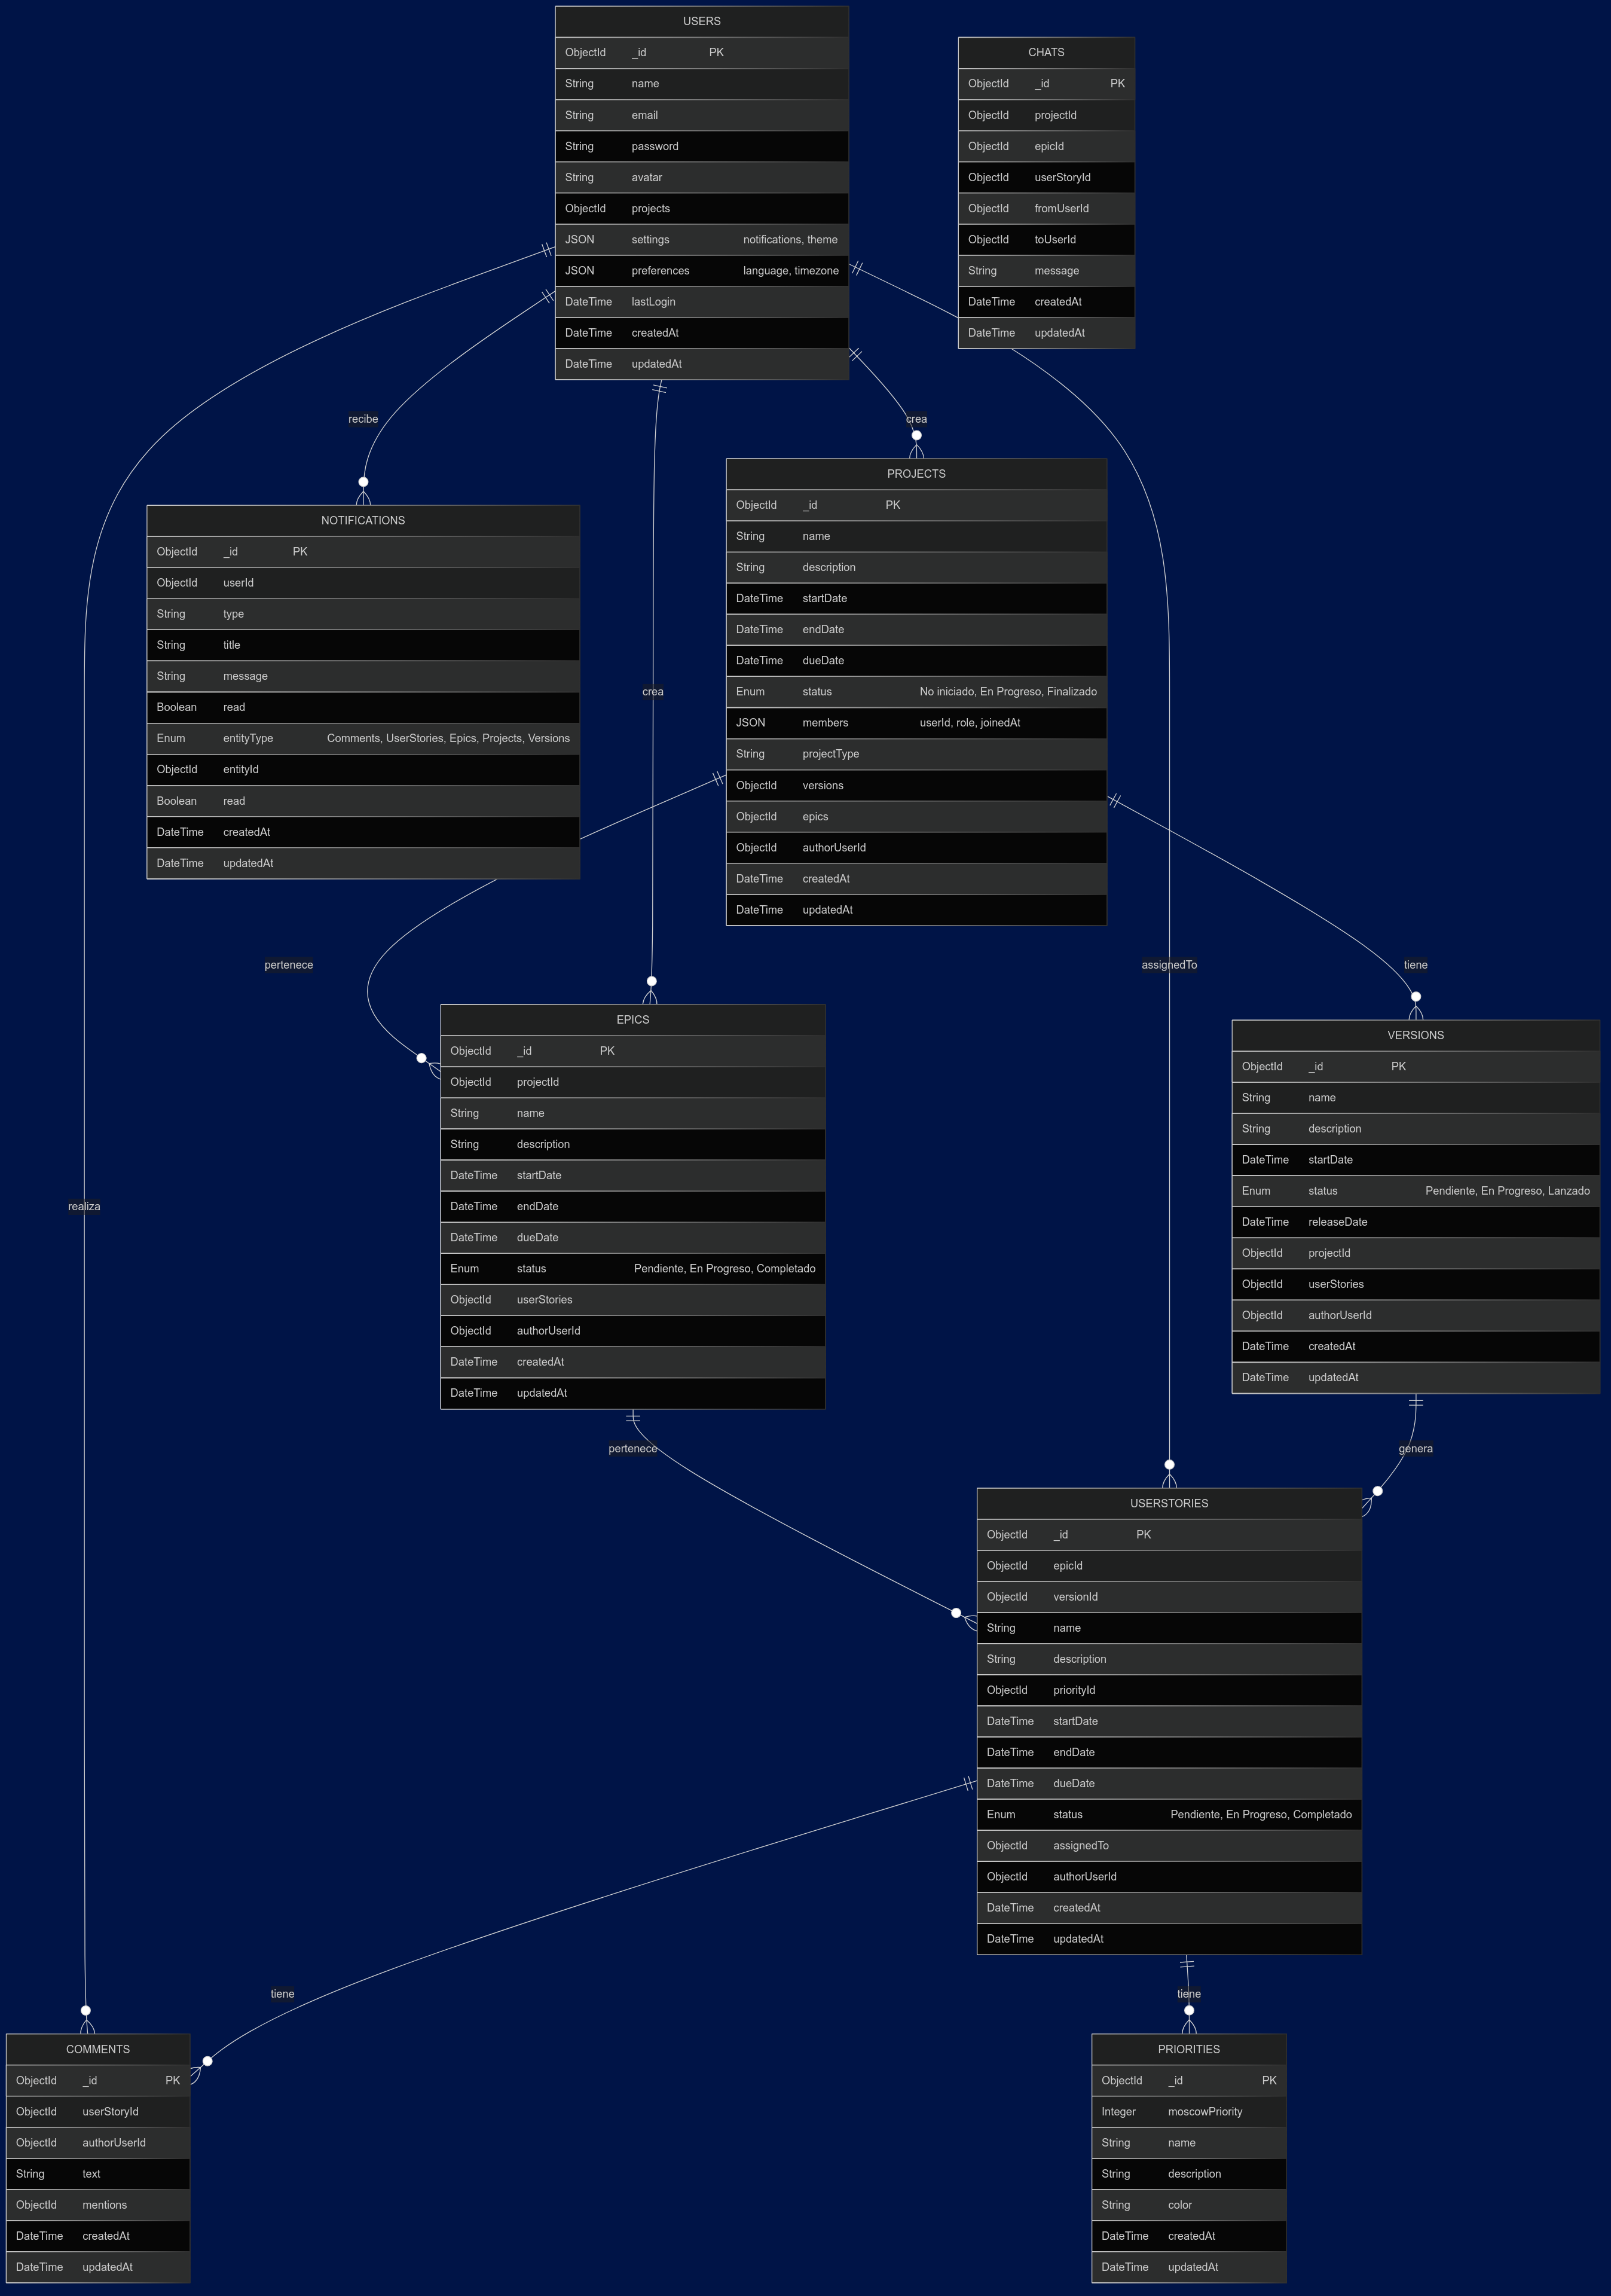 USERS
ObjectId _id PK
String name
String email
String password
String avatar
ObjectId projects
JSON settings notifications, theme
JSON preferences language, timezone
DateTime lastLogin
DateTime createdAt
DateTime updatedAt
CHATS
ObjectId _id PK
ObjectId projectId
ObjectId epicId
ObjectId userStoryId
ObjectId fromUserId
ObjectId toUserId
String message
DateTime createdAt
DateTime updatedAt
recibe
crea
NOTIFICATIONS
ObjectId _id PK
ObjectId userId
String type
String title
String message
Boolean read
Enum entityType Comments, UserStories, Epics, Projects, Versions
ObjectId entityId
Boolean read
DateTime createdAt
DateTime updatedAt
crea
PROJECTS
ObjectId _id PK
String name
String description
DateTime startDate
DateTime endDate
DateTime dueDate
Enum status No iniciado, En Progreso, Finalizado
JSON members userId, role, joinedAt
String projectType
ObjectId versions
ObjectId epics
ObjectId authorUserId
DateTime createdAt
DateTime updatedAt
pertenece
assignedTo
tiene
realiza
EPICS
ObjectId _id PK
ObjectId projectId
String name
String description
DateTime startDate
DateTime endDate
DateTime dueDate
Enum status Pendiente, En Progreso, Completado
ObjectId userStories
ObjectId authorUserId
DateTime createdAt
DateTime updatedAt
VERSIONS
ObjectId _id PK
String name
String description
DateTime startDate
Enum status Pendiente, En Progreso, Lanzado
DateTime releaseDate
ObjectId projectId
ObjectId userStories
ObjectId authorUserId
DateTime createdAt
DateTime updatedAt
pertenece
genera
USERSTORIES
ObjectId _id PK
ObjectId epicId
ObjectId versionId
String name
String description
ObjectId priorityId
DateTime startDate
DateTime endDate
DateTime dueDate
Enum status Pendiente, En Progreso, Completado
ObjectId assignedTo
ObjectId authorUserId
DateTime createdAt
DateTime updatedAt
tiene
tiene
COMMENTS
ObjectId _id PK
ObjectId userStoryId
ObjectId authorUserId
String text
ObjectId mentions
DateTime createdAt
DateTime updatedAt
PRIORITIES
ObjectId _id PK
Integer moscowPriority
String name
String description
String color
DateTime createdAt
DateTime updatedAt